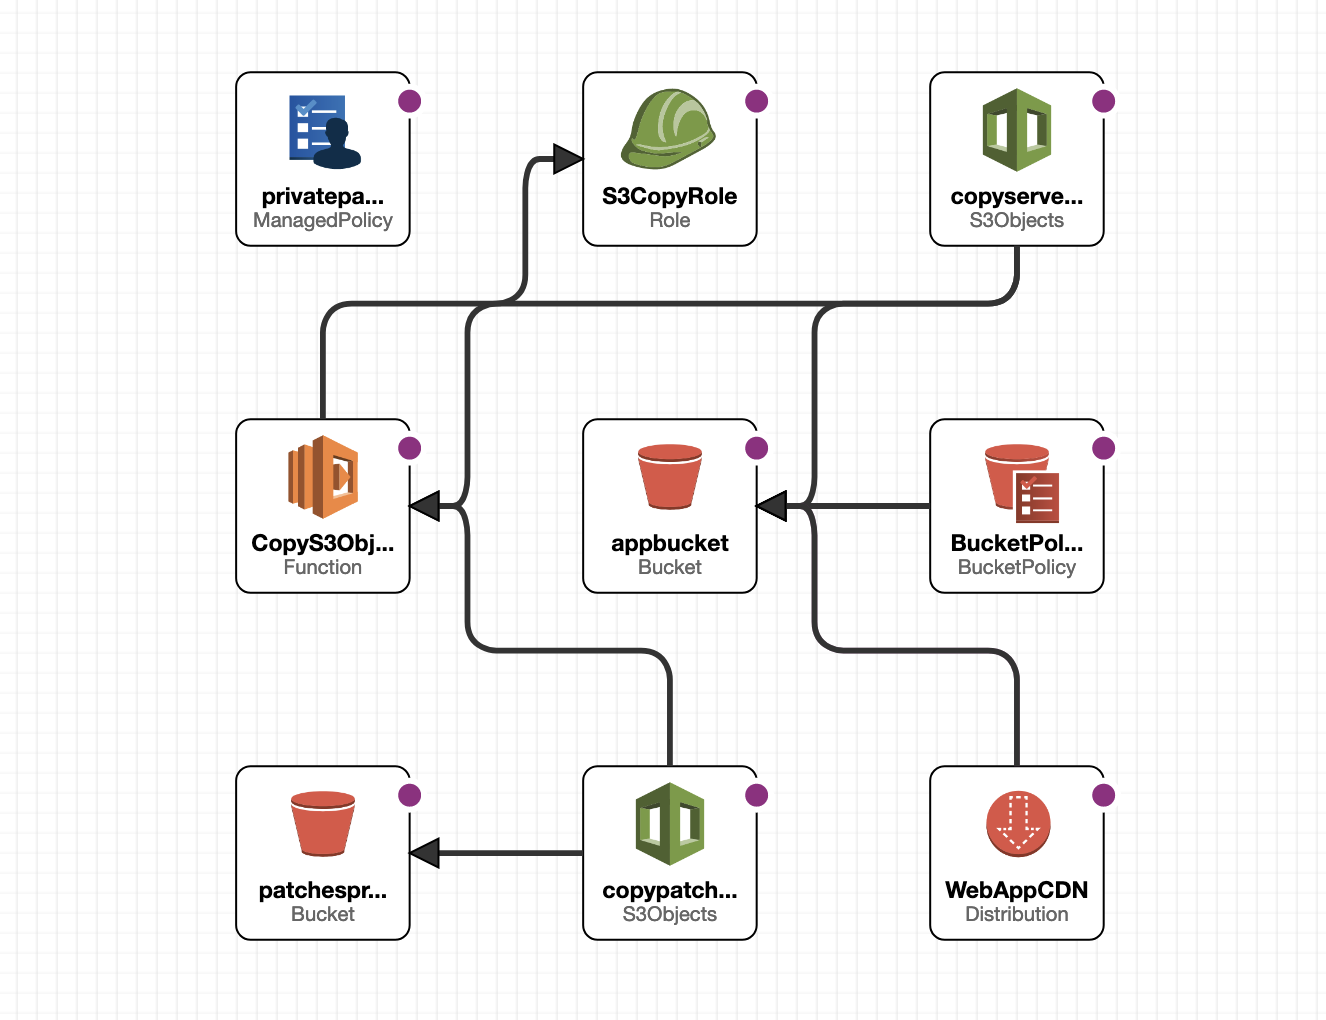 privatepa...
ManagedPolicy
S3CopyRole
Role
copyserve...
S3Objects
CopyS3Obj...
Function
appbucket
Bucket
BucketPol...
BucketPolicy
patchespr...
Bucket
copypatch...
S3Objects
WebAppCDN
Distribution